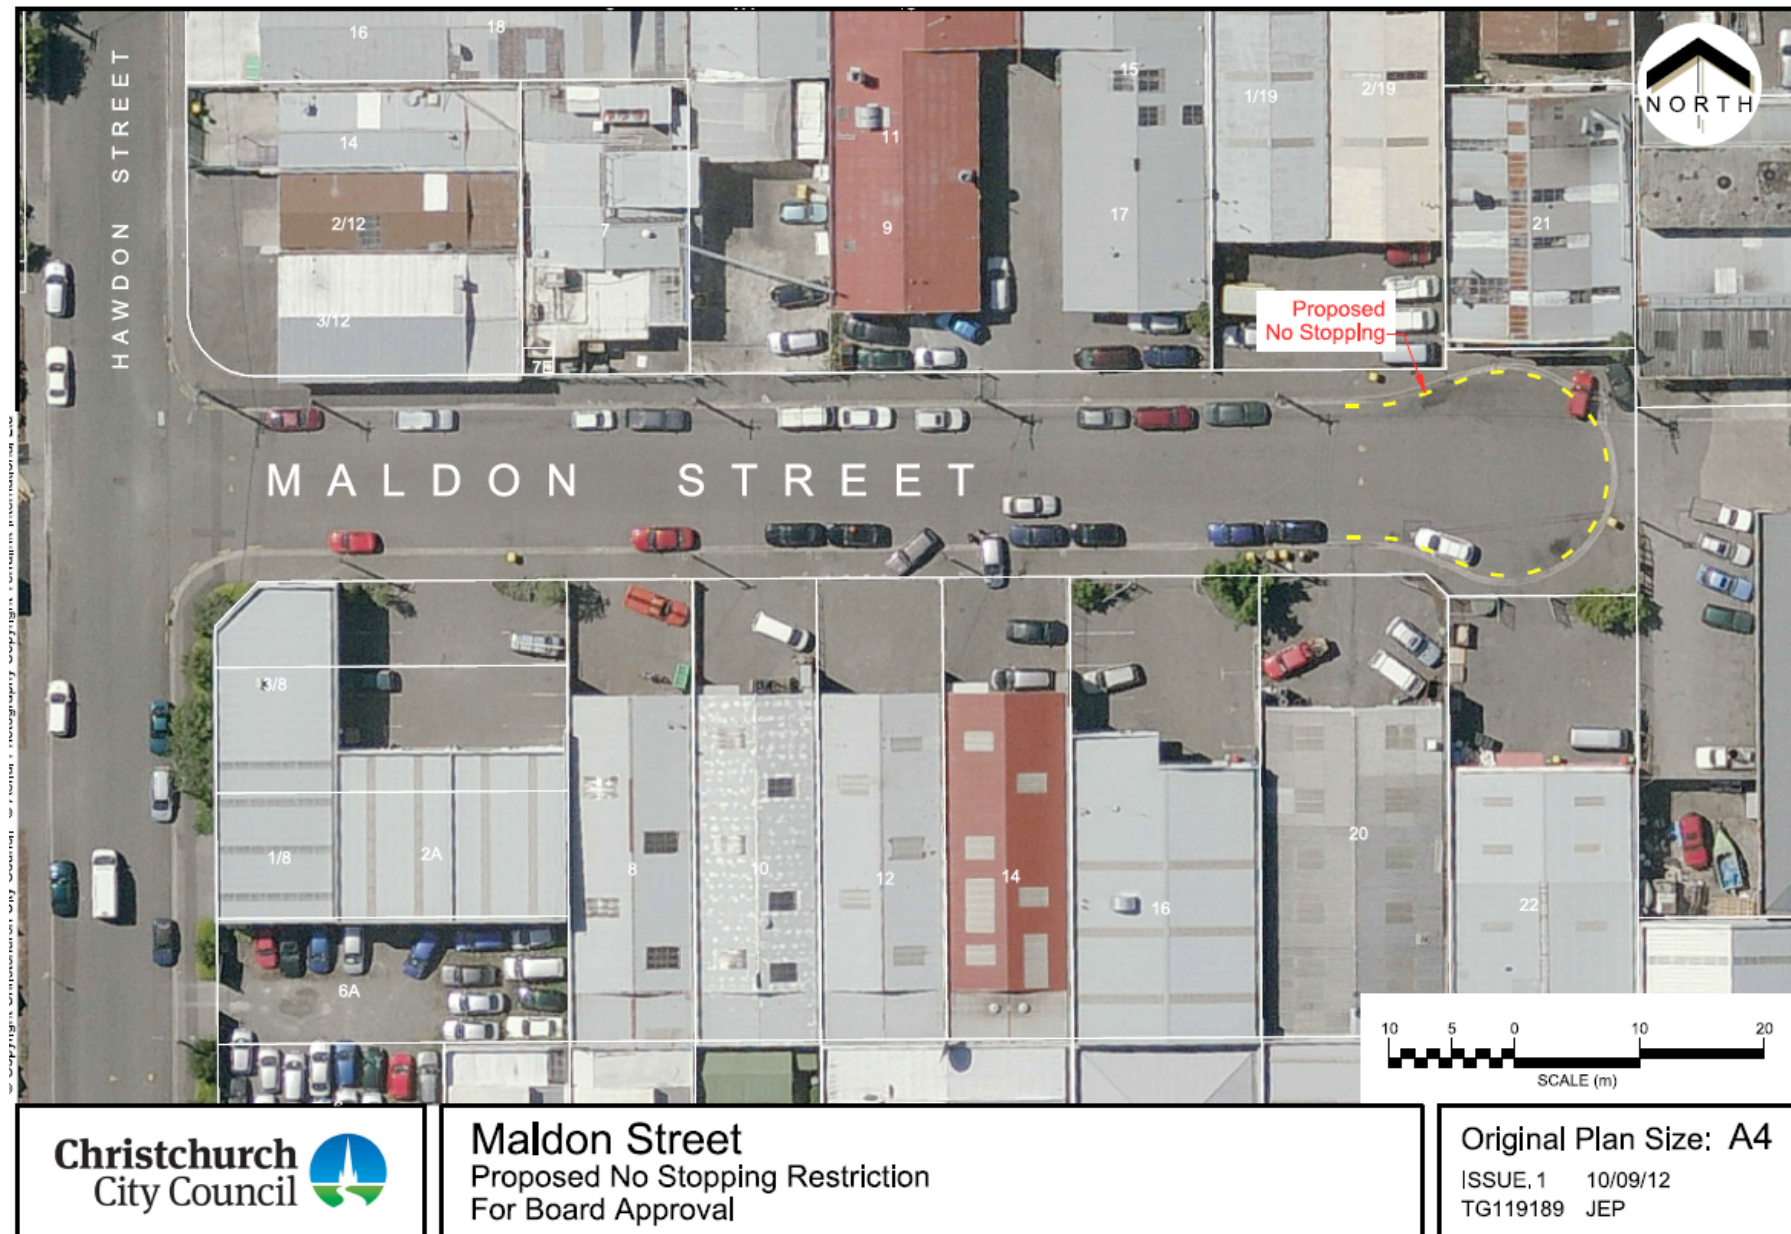 16
18
15
1/19
2/19
NORTH
HAWDON STREET
14
11
2/12
7
9
17
21
3/12
Proposed
No Stopping
MALDON STREET
3/8
1/8
2A
8
10
12
14
16
20
22
6A
10 5 0 10 20
SCALE (m)
Christchurch
City Council
Maldon Street
Proposed No Stopping Restriction
For Board Approval
Original Plan Size: A4
ISSUE. 1 10/09/12
TG119189 JEP